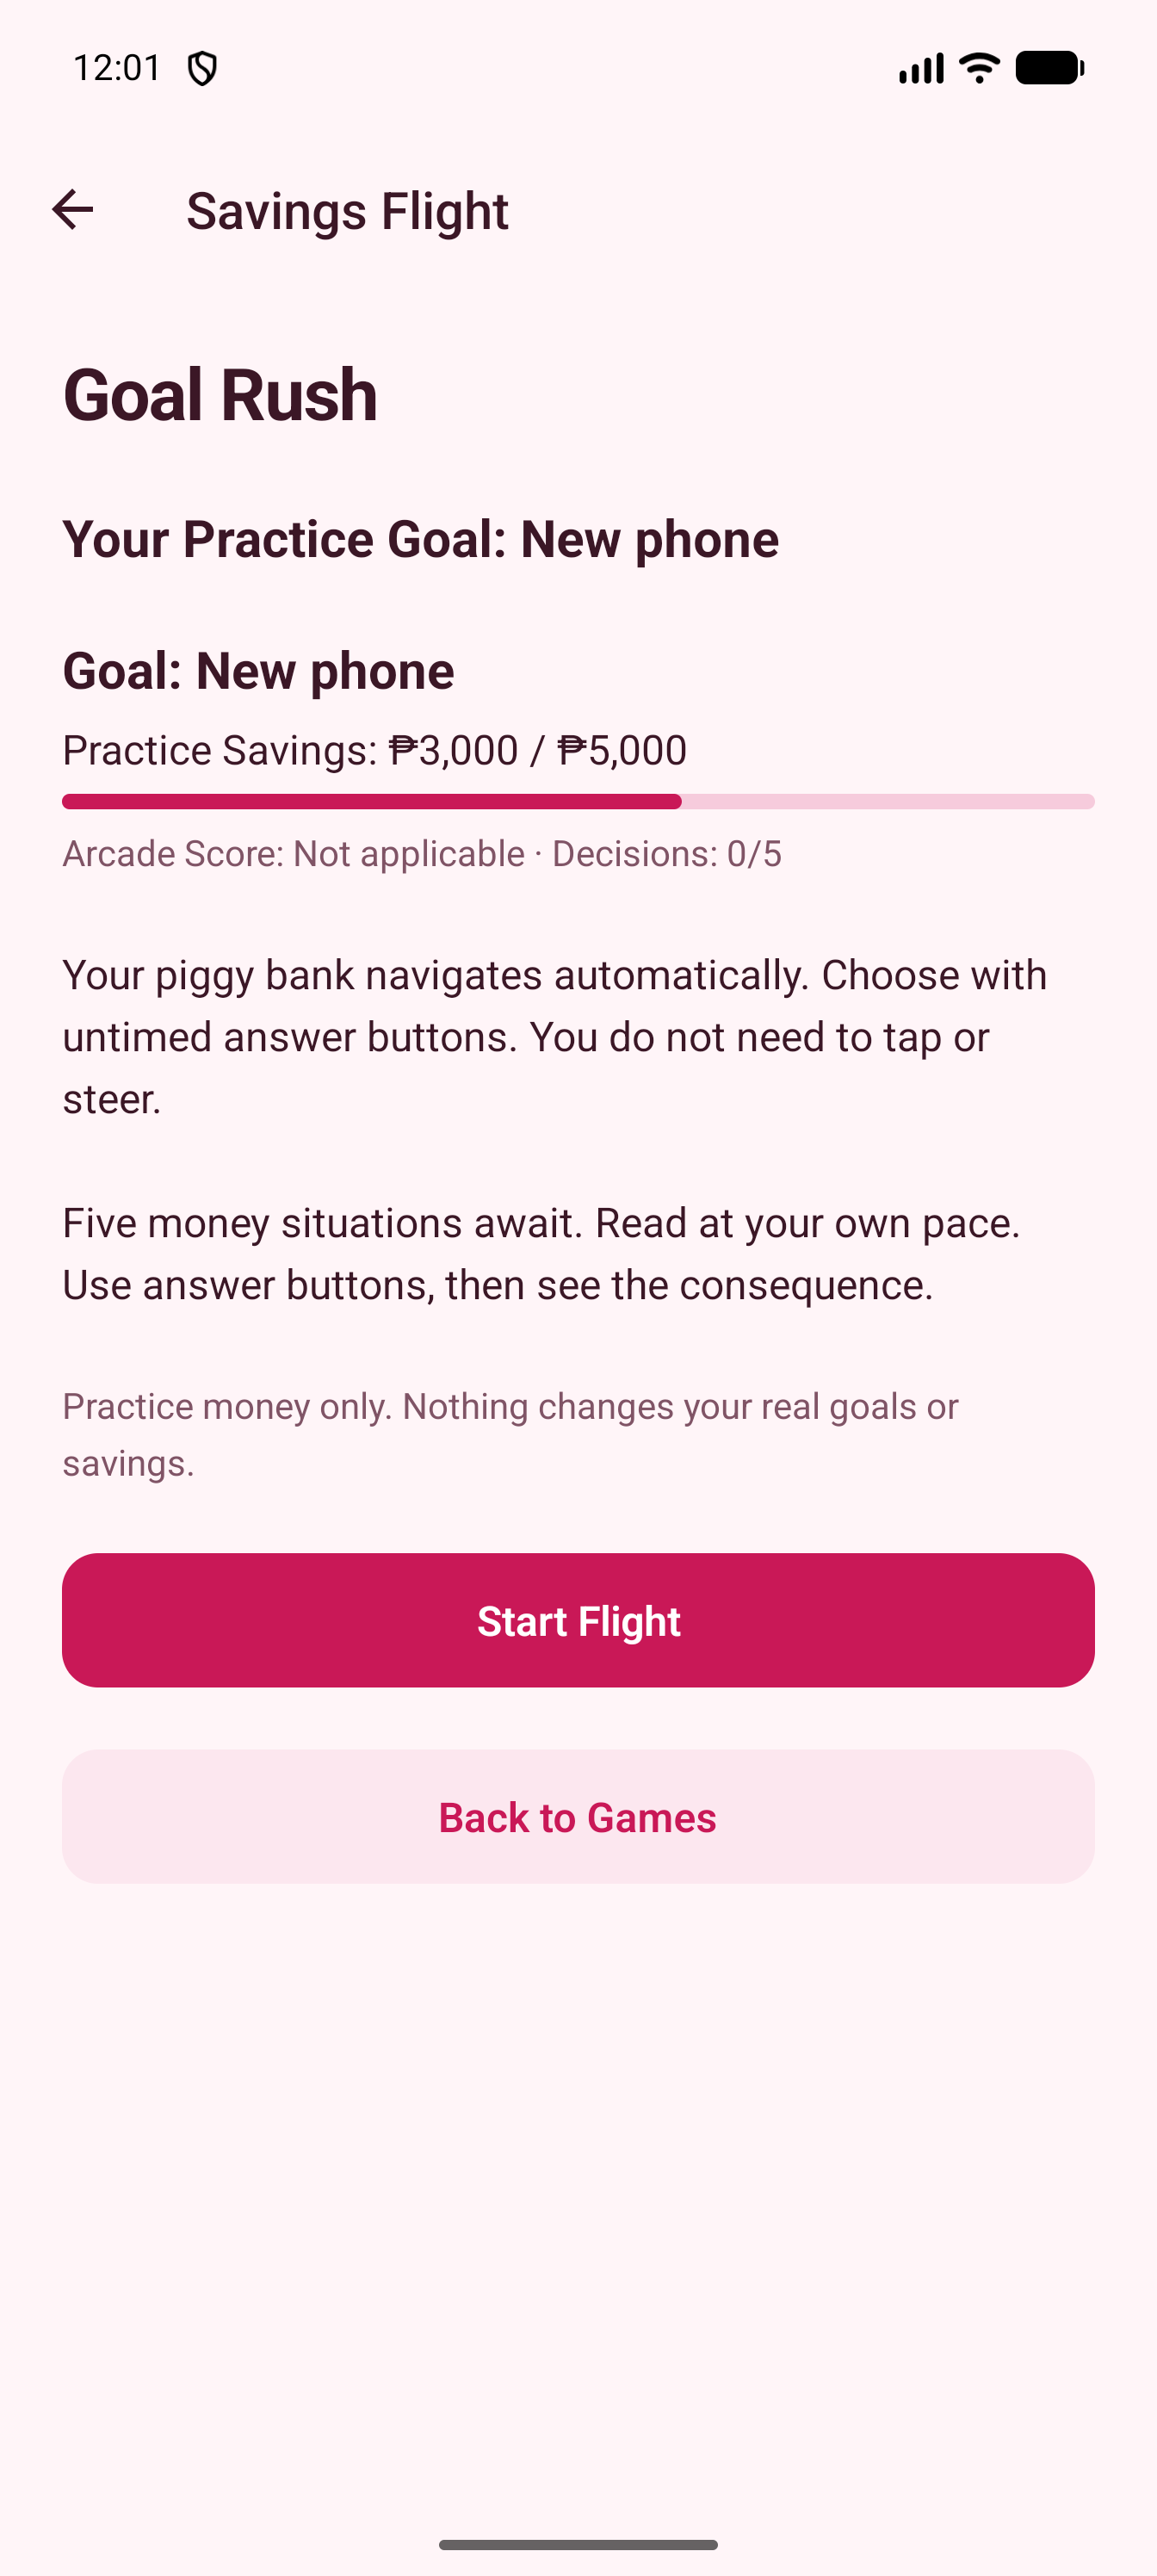 12:01
Savings Flight
Goal Rush
Your Practice Goal: New phone
Goal: New phone
Practice Savings: ₱3,000 / ₱5,000
Arcade Score: Not applicable · Decisions: 0/5
Your piggy bank navigates automatically. Choose with
untimed answer buttons. You do not need to tap or
steer.
Five money situations await. Read at your own pace.
Use answer buttons, then see the consequence.
Practice money only. Nothing changes your real goals or
savings.
Start Flight
Back to Games